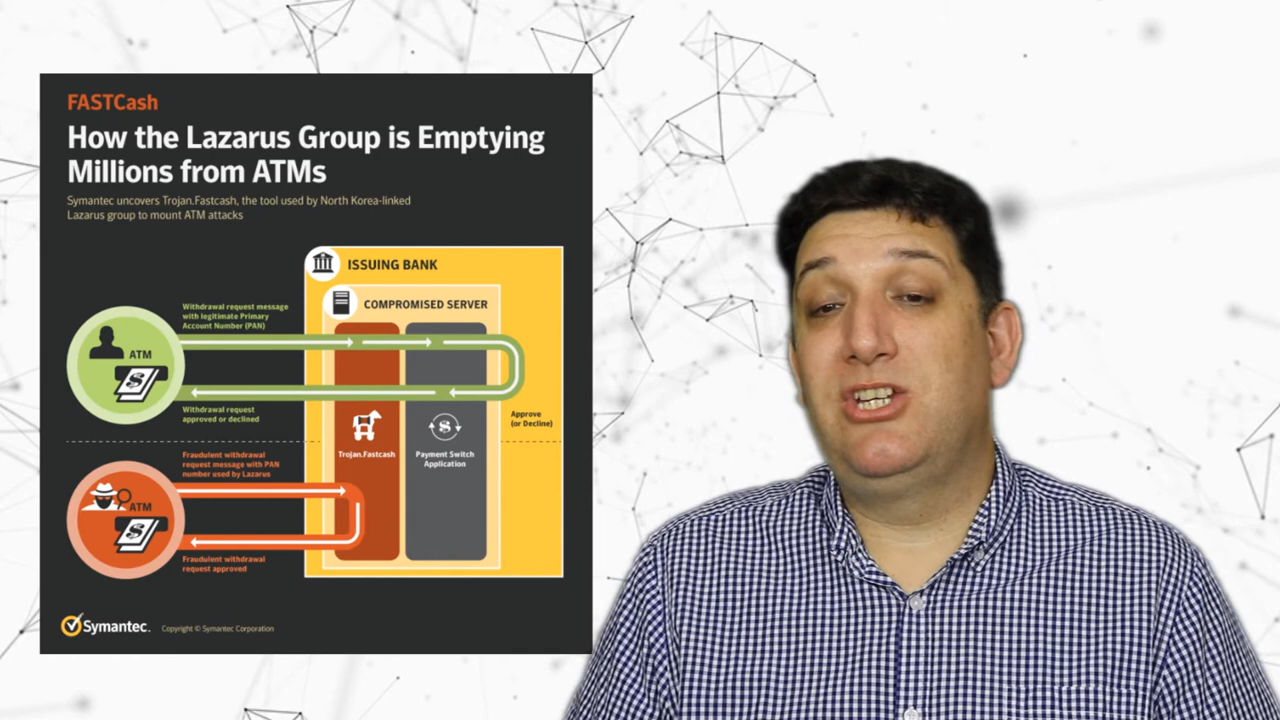 FASTCash
How the Lazarus Group is Emptying
Millions from ATMs
Symantec uncovers Trojan.Fastcash, the tool used by North Korea-linked
Lazarus group to mount ATM attacks
ISSUING BANK
COMPROMISED SERVER
Withdrawal request message
with legitimate Primary
Account Number (PAN)
ATM
$
Withdrawal request
approved or declined
Approve
(or Decline)
$
Trojan.Fastcash
Payment Switch
Application
Fraudulent withdrawal
request message with PAN
number used by Lazarus
ATM
$
Fraudulent withdrawal
request approved
Symantec.
Copyright © Symantec Corporation